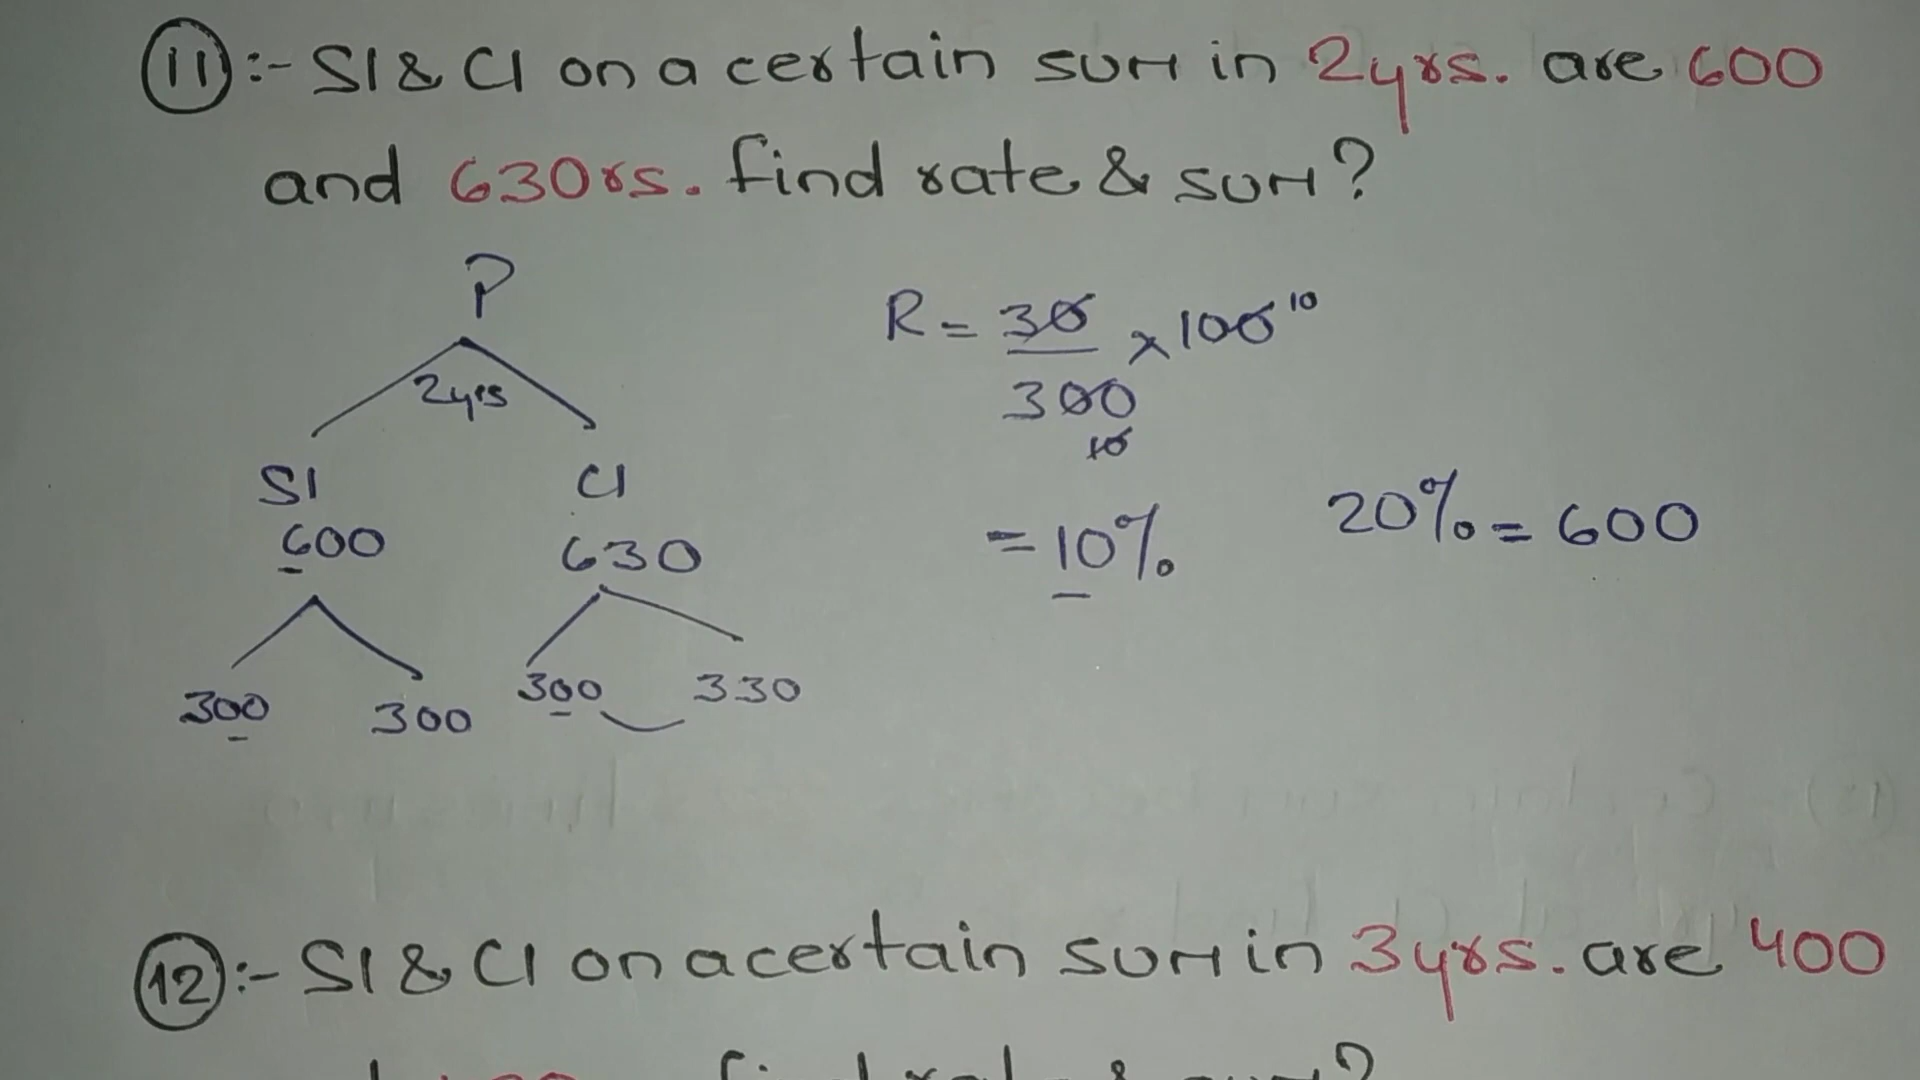 11:- SI & CI on a certain sum in 2yrs. are 600
and 630rs. find rate & sum?
P
2yrs
SI CI
600 630
300 300 300 330
R = 30/300 × 100 10
10
= 10%
20% = 600
12:- SI & CI on a certain sum in 3yrs. are 400